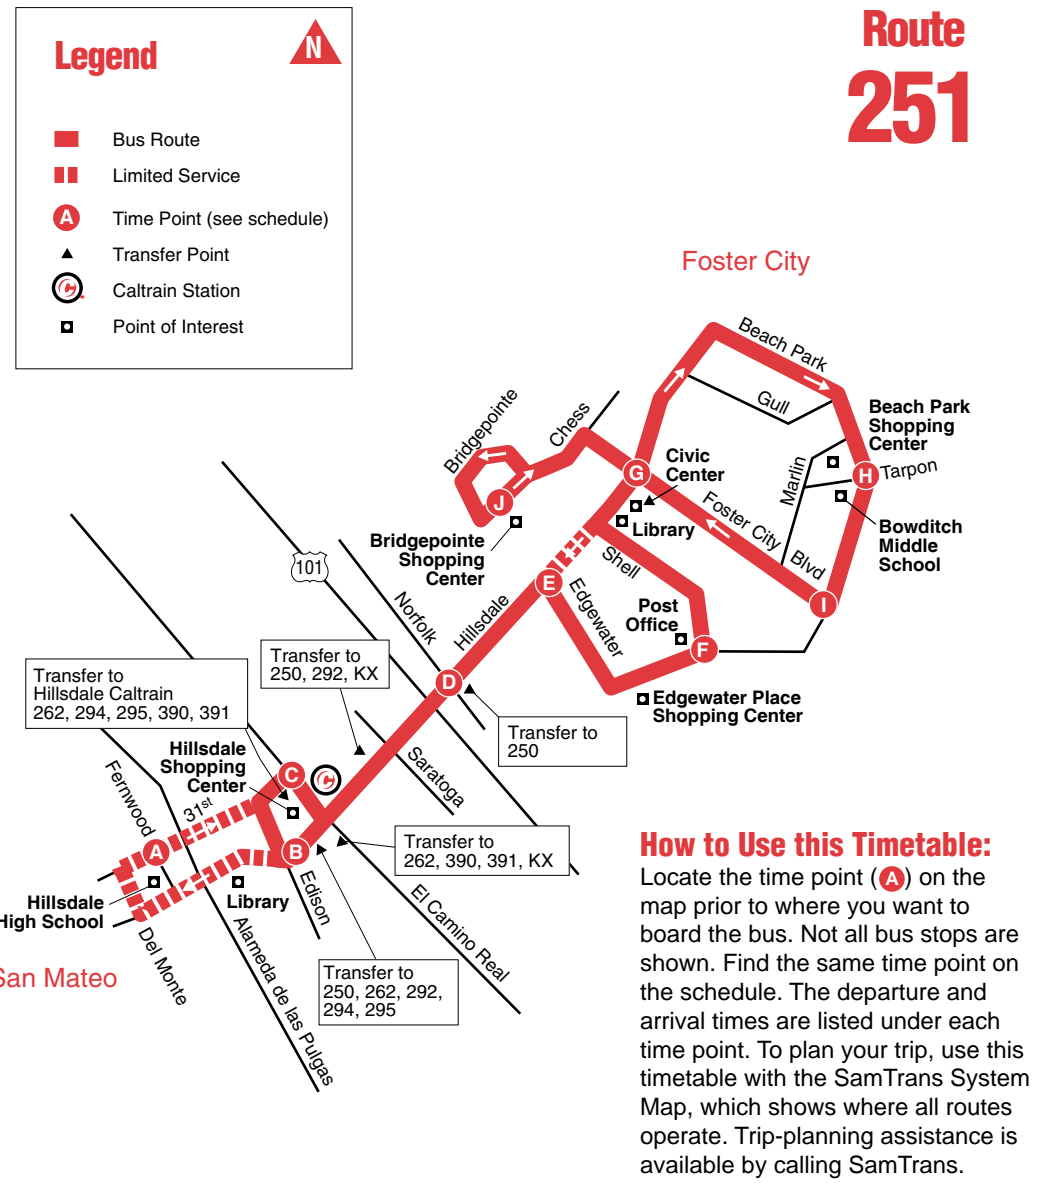 Legend
N
Bus Route
Limited Service
A
Time Point (see schedule)
Transfer Point
C
Caltrain Station
Point of Interest
Route
251
Foster City
Beach Park
Gull
Beach Park
Shopping
Center
Marlin
H
Tarpon
Bowditch
Middle
School
Bridgepointe
Chess
J
Bridgepointe
Shopping
Center
G
Civic
Center
Library
Foster City
Blvd
I
Shell
E
Edgewater
Post
Office
F
Edgewater Place
Shopping Center
101
Norfolk
Hillsdale
D
Transfer to
250
Transfer to
250, 292, KX
Transfer to
Hillsdale Caltrain
262, 294, 295, 390, 391
Hillsdale
Shopping
Center
C
C
Saratoga
Fernwood
31st
A
B
Transfer to
262, 390, 391, KX
Hillsdale
High School
Library
Edison
El Camino Real
Del Monte
Alameda de las Pulgas
San Mateo
Transfer to
250, 262, 292,
294, 295
How to Use this Timetable:
Locate the time point (A) on the
map prior to where you want to
board the bus. Not all bus stops are
shown. Find the same time point on
the schedule. The departure and
arrival times are listed under each
time point. To plan your trip, use this
timetable with the SamTrans System
Map, which shows where all routes
operate. Trip-planning assistance is
available by calling SamTrans.